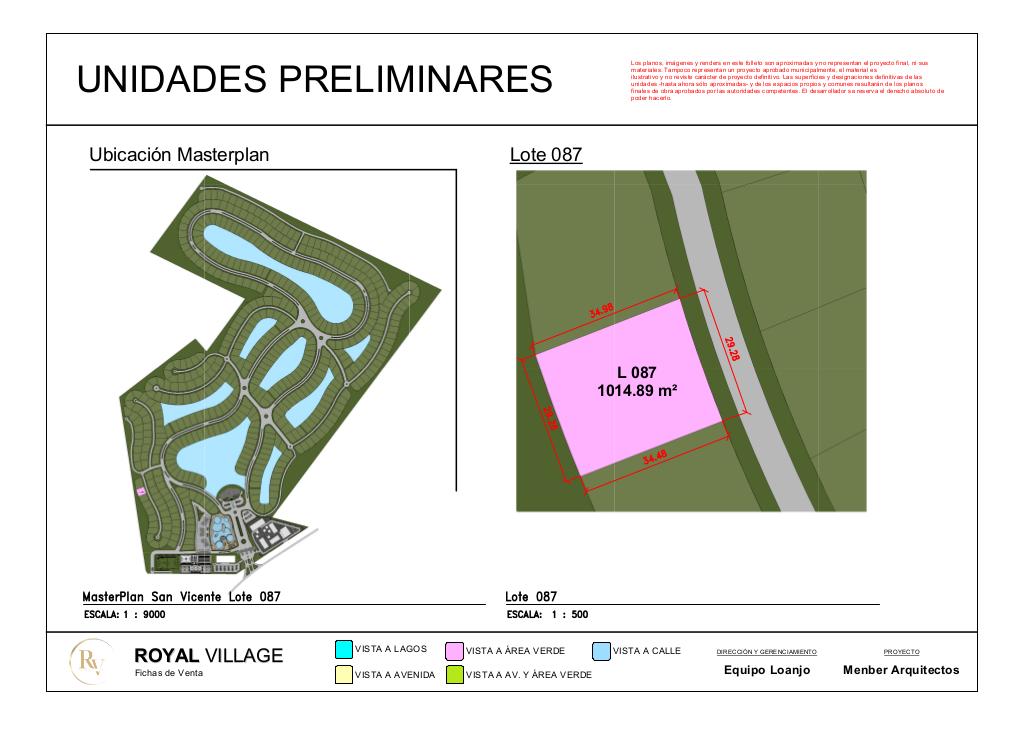 UNIDADES PRELIMINARES
Los planos, imágenes y renders en este folleto son aproximadas y no representan el proyecto final, ni sus
materiales. Tampoco representan un proyecto aprobado municipalmente, el material es
ilustrativo y no reviste carácter de proyecto definitivo. Las superficies y designaciones definitivas de las
unidades -hasta ahora sólo aproximadas- y de los espacios propios y comunes resultarán de los planos
finales de obra aprobados por las autoridades competentes. El desarrollador se reserva el derecho absoluto de
poder hacerlo.
Ubicación Masterplan
Lote 087
34.98
29.28
L 087
1014.89 m²
34.48
MasterPlan San Vicente Lote 087
ESCALA: 1 : 9000
Lote 087
ESCALA: 1 : 500
RV
ROYAL VILLAGE
Fichas de Venta
VISTA A LAGOS
VISTA A ÁREA VERDE
VISTA A CALLE
VISTA A AVENIDA
VISTA A AV. Y ÁREA VERDE
DIRECCIÓN Y GERENCIAMIENTO
Equipo Loanjo
PROYECTO
Menber Arquitectos